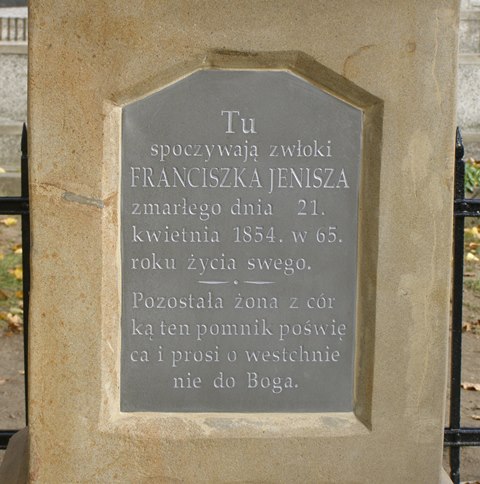 Tu
spoczywają zwłoki
FRANCISZKA JENISZA
zmarłego dnia 21.
kwietnia 1854. w 65.
roku życia swego.
Pozostała żona z cór
ką ten pomnik poświę
ca i prosi o westchnie
nie do Boga.